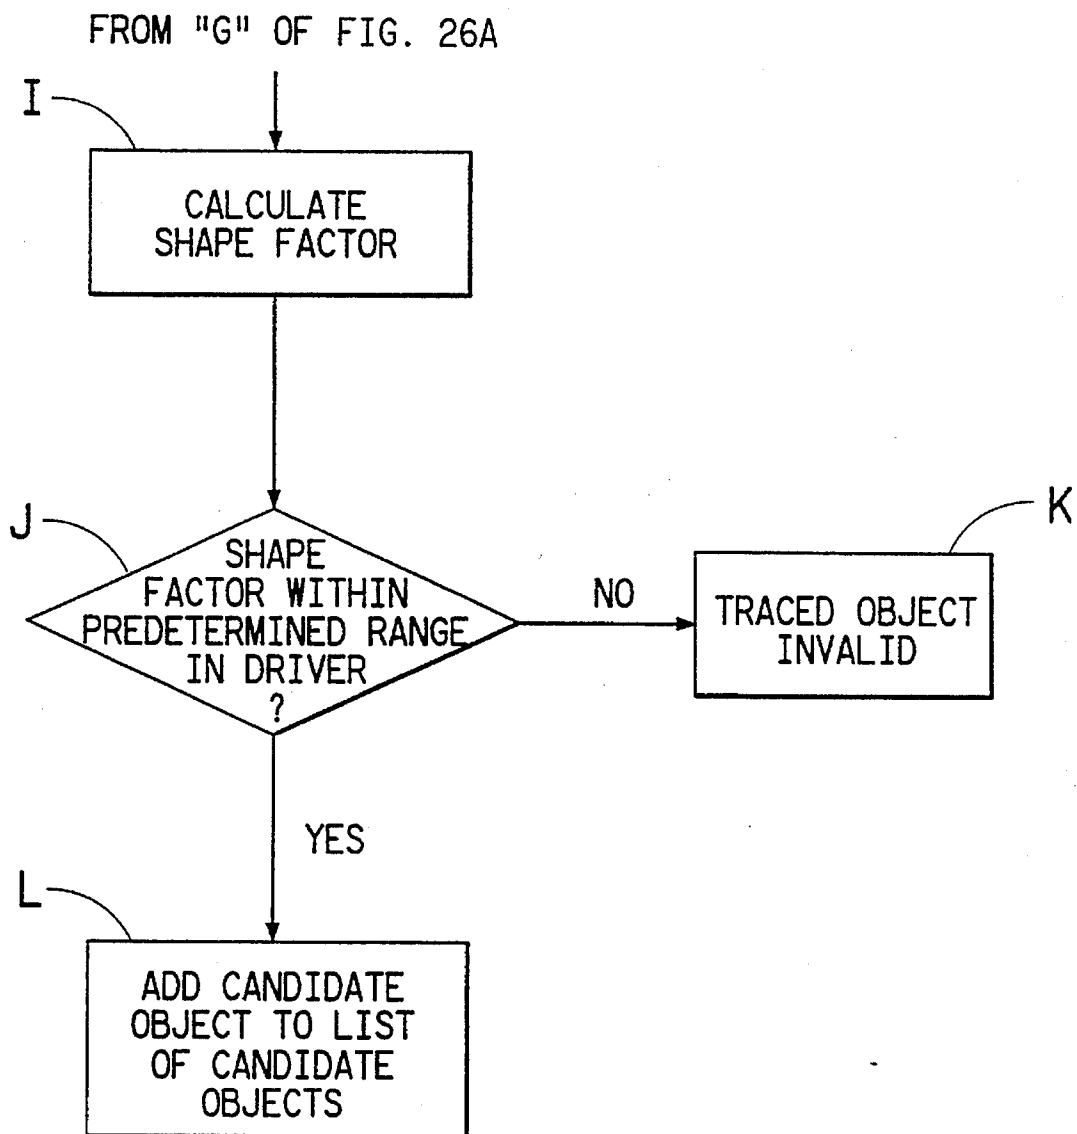 FROM "G" OF FIG. 26A
I
CALCULATE
SHAPE FACTOR
J
SHAPE
FACTOR WITHIN
PREDETERMINED RANGE
IN DRIVER
?
NO
K
TRACED OBJECT
INVALID
YES
L
ADD CANDIDATE
OBJECT TO LIST
OF CANDIDATE
OBJECTS